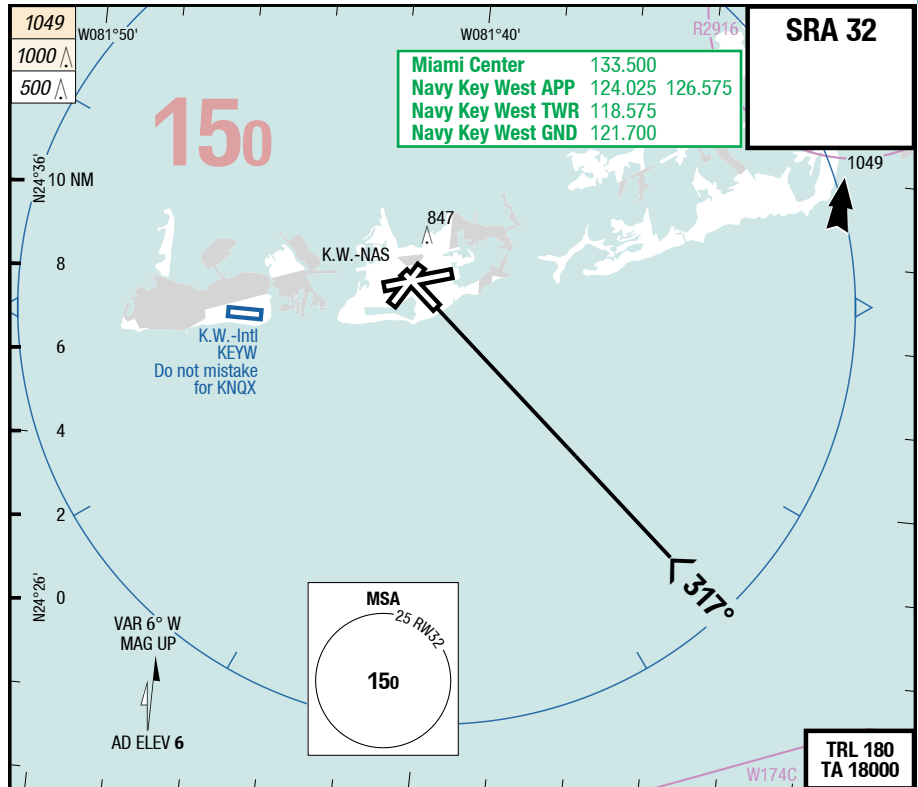 1049
1000
500
W081°50'
W081°40'
R2916
SRA 32
Miami Center 133.500
Navy Key West APP 124.025 126.575
Navy Key West TWR 118.575
Navy Key West GND 121.700
150
1049
N24°36'
10 NM
847
K.W.-NAS
8
K.W.-Intl
KEYW
Do not mistake
for KNQX
6
4
2
N24°26'
0
317°
VAR 6° W
MAG UP
MSA
25 RW32
150
AD ELEV 6
W174C
TRL 180
TA 18000